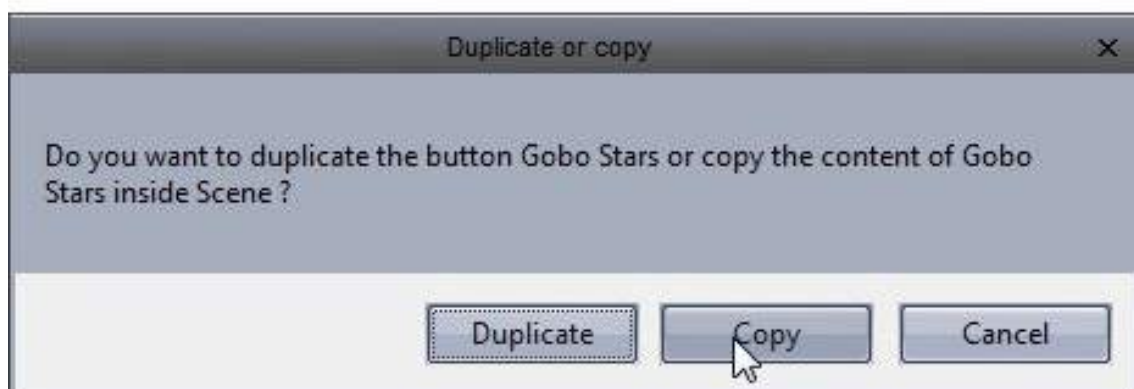 Duplicate or copy
Do you want to duplicate the button Gobo Stars or copy the content of Gobo
Stars inside Scene ?
Duplicate
Copy
Cancel